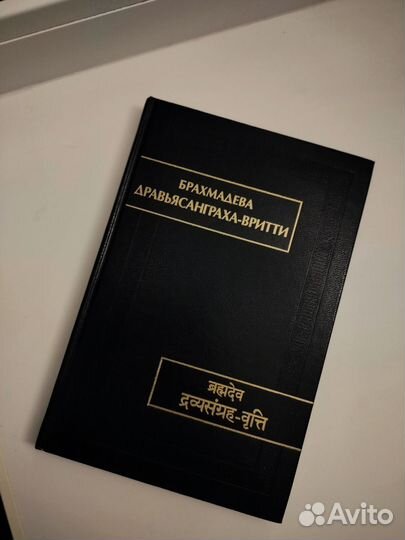 БРАХМАДЕВА
ДРАВЬЯСАНГРАХА-ВРИТТИ
ब्रह्मदेव
द्रव्यसंग्रह-वृत्ति
Avito